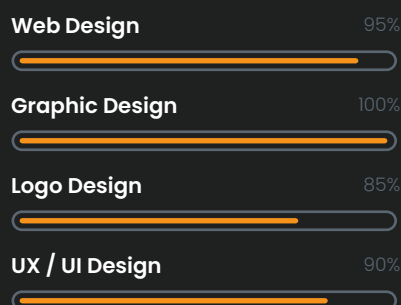 Web Design 95%
Graphic Design 100%
Logo Design 85%
UX / UI Design 90%